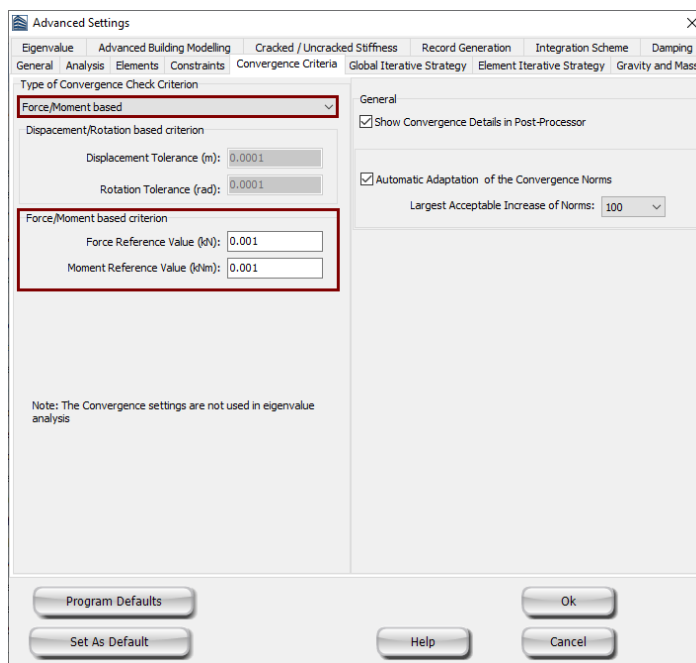 Advanced Settings
Eigenvalue Advanced Building Modelling Cracked / Uncracked Stiffness Record Generation Integration Scheme Damping
General Analysis Elements Constraints Convergence Criteria Global Iterative Strategy Element Iterative Strategy Gravity and Mass
Type of Convergence Check Criterion
Force/Moment based
Dispacement/Rotation based criterion
Displacement Tolerance (m): 0.0001
Rotation Tolerance (rad): 0.0001
Force/Moment based criterion
Force Reference Value (kN): 0.001
Moment Reference Value (kNm): 0.001
Note: The Convergence settings are not used in eigenvalue
analysis
General
Show Convergence Details in Post-Processor
Automatic Adaptation of the Convergence Norms
Largest Acceptable Increase of Norms: 100
Program Defaults
Ok
Set As Default
Help
Cancel